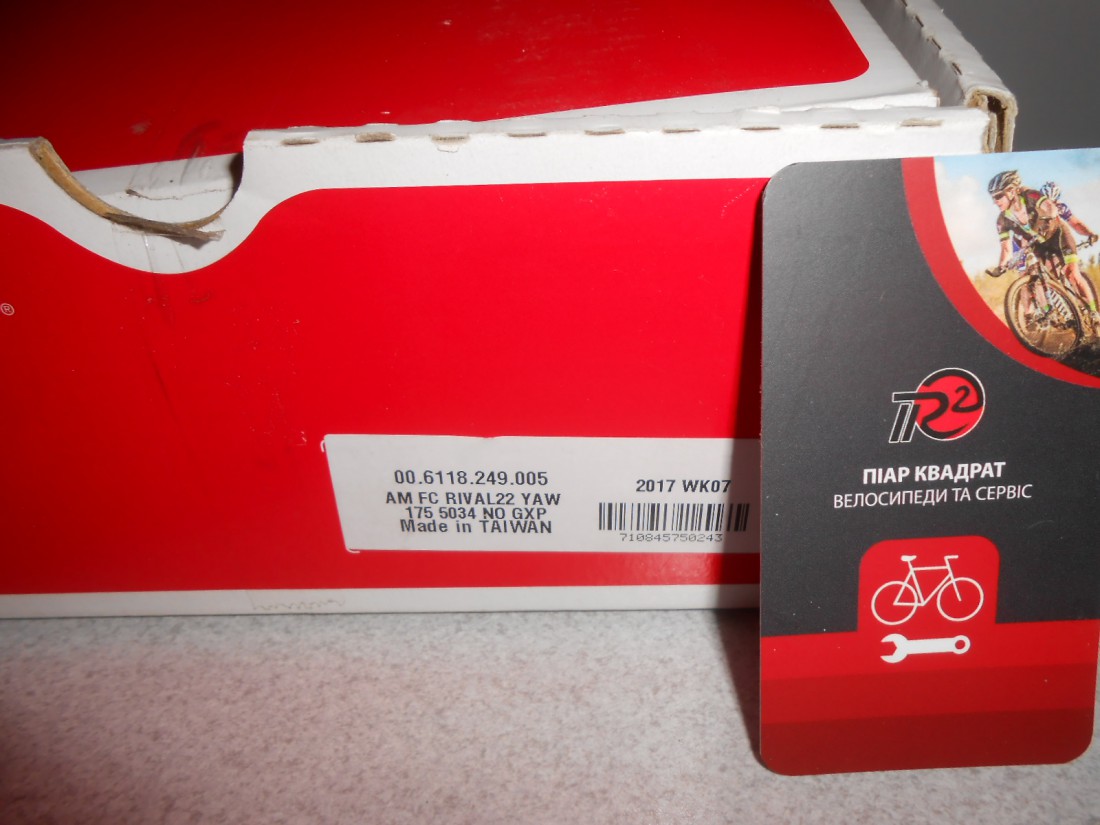 ®
00.6118.249.005
AM FC RIVAL22 YAW
175 5034 NO GXP
Made in TAIWAN
2017 WK07
710845750243
R2
ПІАР КВАДРАТ
ВЕЛОСИПЕДИ ТА СЕРВІС